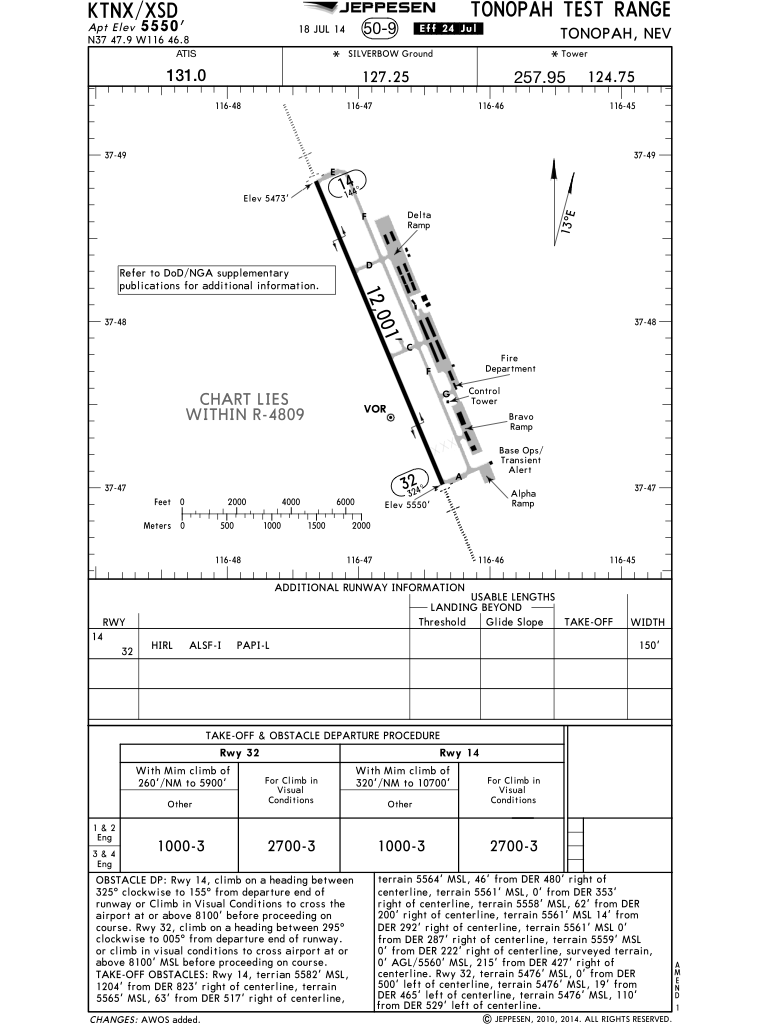 KTNX/XSD
Apt Elev 5550'
N37 47.9 W116 46.8
JEPPESEN
18 JUL 14 50-9 Eff 24 Jul
TONOPAH TEST RANGE
TONOPAH, NEV
ATIS
131.0
* SILVERBOW Ground
127.25
* Tower
257.95 124.75
116-48 116-47 116-46 116-45
37-49 37-49
E
14
144°
Elev 5473'
F
Delta
Ramp
13°E
D
Refer to DoD/NGA supplementary
publications for additional information.
12,001'
37-48 37-48
C
F
Fire
Department
G
Control
Tower
CHART LIES
WITHIN R-4809
VOR
Bravo
Ramp
XXX
Base Ops/
Transient
Alert
32
324°
A
37-47 37-47
Elev 5550'
Alpha
Ramp
Feet 0 2000 4000 6000
Meters 0 500 1000 1500 2000
116-48 116-47 116-46 116-45
ADDITIONAL RUNWAY INFORMATION
USABLE LENGTHS
LANDING BEYOND
RWY Threshold Glide Slope TAKE-OFF WIDTH
14
32 HIRL ALSF-I PAPI-L 150'
TAKE-OFF & OBSTACLE DEPARTURE PROCEDURE
Rwy 32 Rwy 14
With Mim climb of
260'/NM to 5900'
Other
For Climb in
Visual
Conditions
With Mim climb of
320'/NM to 10700'
Other
For Climb in
Visual
Conditions
1 & 2
Eng
3 & 4
Eng
1000-3 2700-3 1000-3 2700-3
OBSTACLE DP: Rwy 14, climb on a heading between
325° clockwise to 155° from departure end of
runway or Climb in Visual Conditions to cross the
airport at or above 8100' before proceeding on
course. Rwy 32, climb on a heading between 295°
clockwise to 005° from departure end of runway.
or climb in visual conditions to cross airport at or
above 8100' MSL before proceeding on course.
TAKE-OFF OBSTACLES: Rwy 14, terrian 5582' MSL,
1204' from DER 823' right of centerline, terrain
5565' MSL, 63' from DER 517' right of centerline,
terrain 5564' MSL, 46' from DER 480' right of
centerline, terrain 5561' MSL, 0' from DER 353'
right of centerline, terrain 5558' MSL, 62' from DER
200' right of centerline, terrain 5561' MSL 14' from
DER 292' right of centerline, terrain 5561' MSL 0'
from DER 287' right of centerline, terrain 5559' MSL
0' from DER 222' right of centerline, surveyed terrain,
0' AGL/5560' MSL, 215' from DER 427' right of
centerline. Rwy 32, terrain 5476' MSL, 0' from DER
500' left of centerline, terrain 5476' MSL, 19' from
DER 465' left of centerline, terrain 5476' MSL, 110'
from DER 529' left of centerline.
AMEND 1
CHANGES: AWOS added.
© JEPPESEN, 2010, 2014. ALL RIGHTS RESERVED.